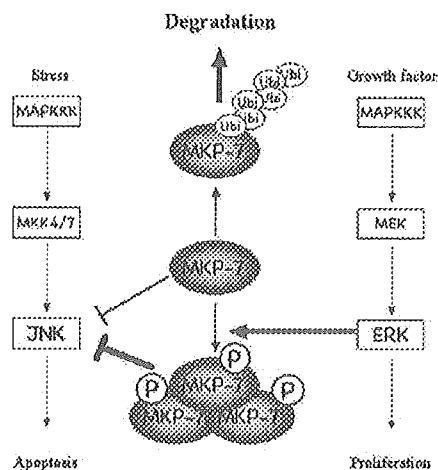 Degradation
Stress
Growth factor
Ubi
Ubi
Ubi
Ubi
Ubi
Ubi
MAPKKK
MAPKKK
MKP-7
MKK4/7
MEK
MKP-7
JNK
ERK
P
P
MKP-7
P
MKP-7
MKP-7
Apoptosis
Proliferation